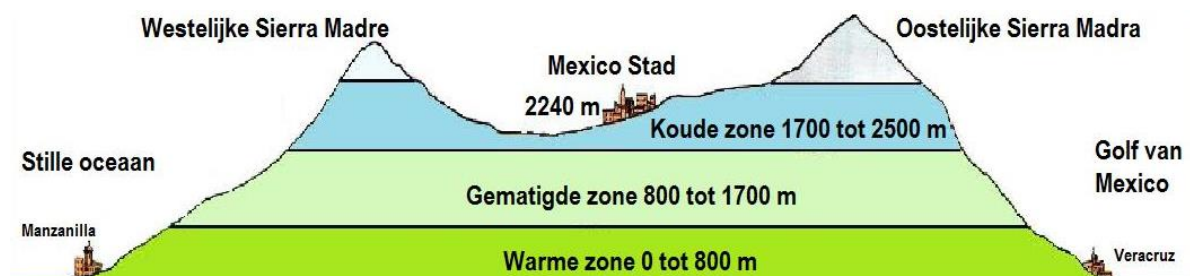 Westelijke Sierra Madre
Oostelijke Sierra Madra
Mexico Stad
2240 m
Koude zone 1700 tot 2500 m
Stille oceaan
Golf van
Mexico
Gematigde zone 800 tot 1700 m
Manzanilla
Veracruz
Warme zone 0 tot 800 m